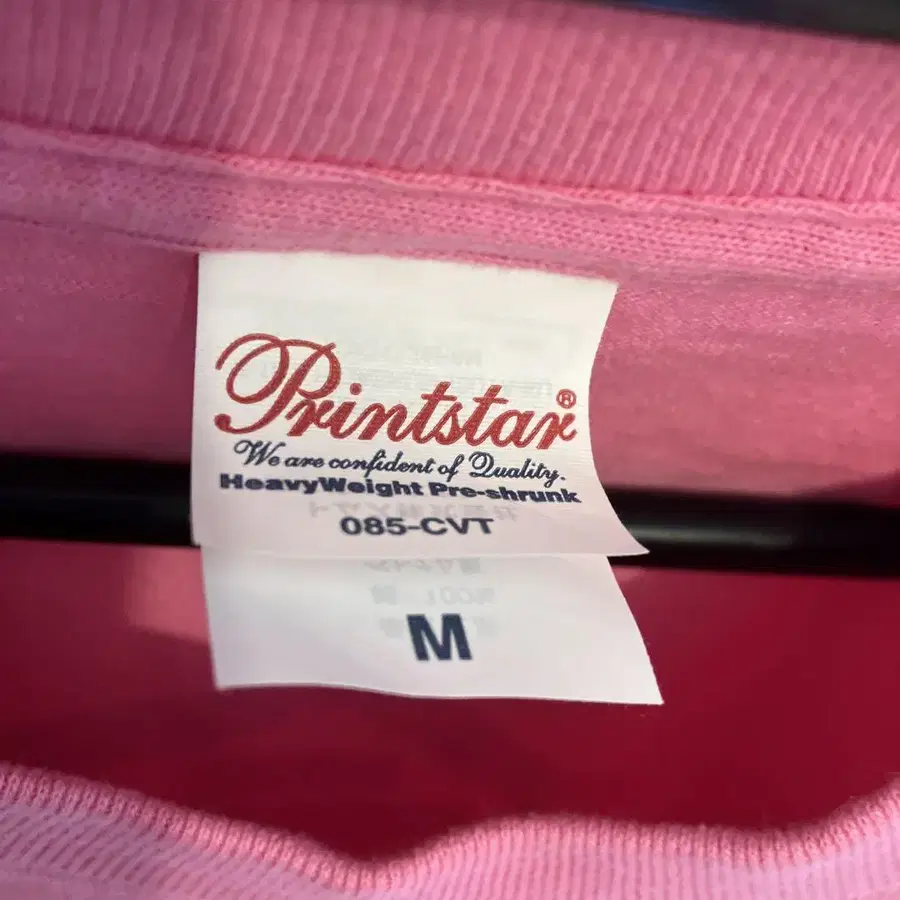 Printstar®
We are confident of Quality.
HeavyWeight Pre-shrunk
085-CVT
M